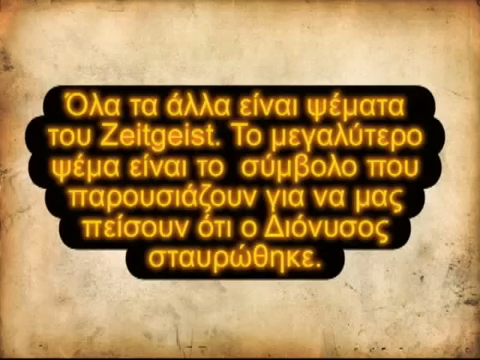 Όλα τα άλλα είναι ψέματα
του Zeitgeist. Το μεγαλύτερο
ψέμα είναι το σύμβολο που
παρουσιάζουν για να μας
πείσουν ότι ο Διόνυσος
σταυρώθηκε.